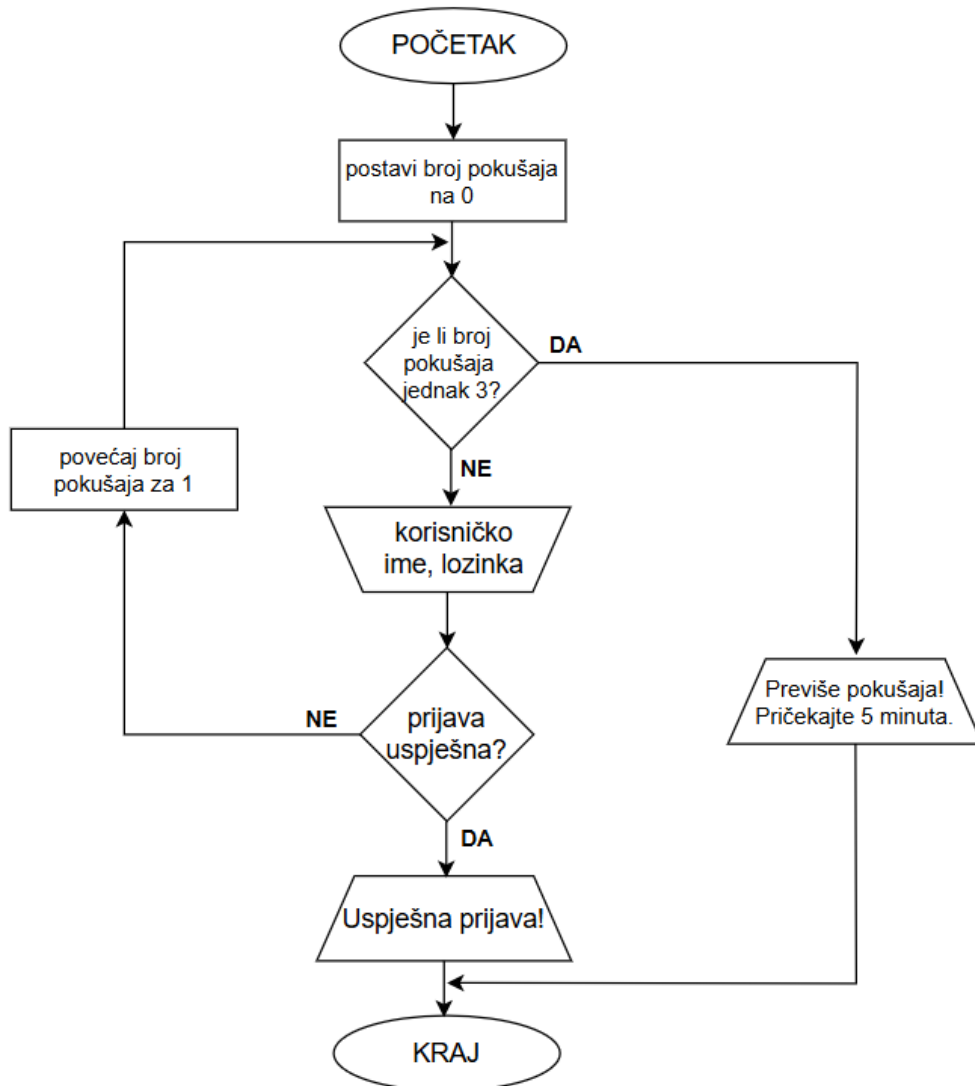 POČETAK
postavi broj pokušaja
na 0
je li broj
pokušaja
jednak 3?
DA
povećaj broj
pokušaja za 1
NE
korisničko
ime, lozinka
Previše pokušaja!
Pričekajte 5 minuta.
NE
prijava
uspješna?
DA
Uspješna prijava!
KRAJ